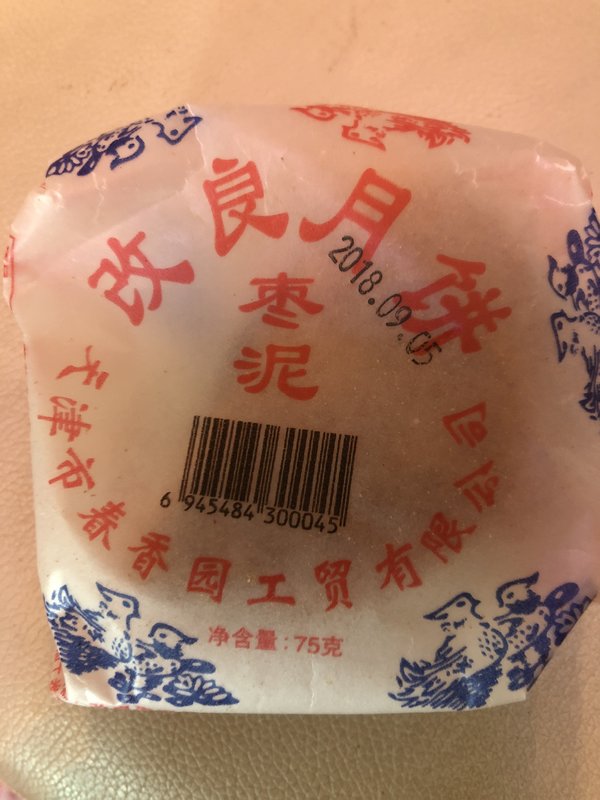 改良月饼
2018.09.05
枣泥
6 945484 300045
天津市春香园工贸有限公司
净含量:75克